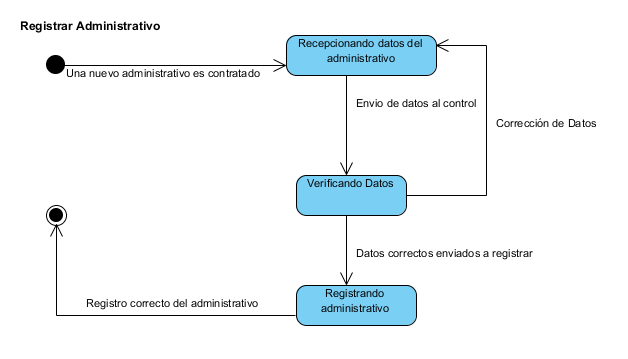 Registrar Administrativo
Recepcionando datos del
administrativo
Una nuevo administrativo es contratado
Envio de datos al control
Corrección de Datos
Verificando Datos
Datos correctos enviados a registrar
Registrando
administrativo
Registro correcto del administrativo